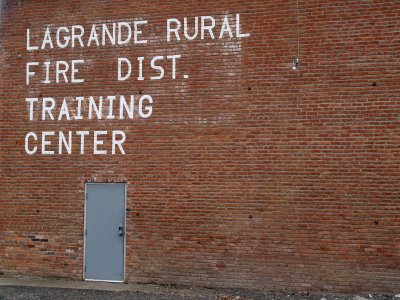 LAGRANDE RURAL
FIRE DIST.
TRAINING
CENTER